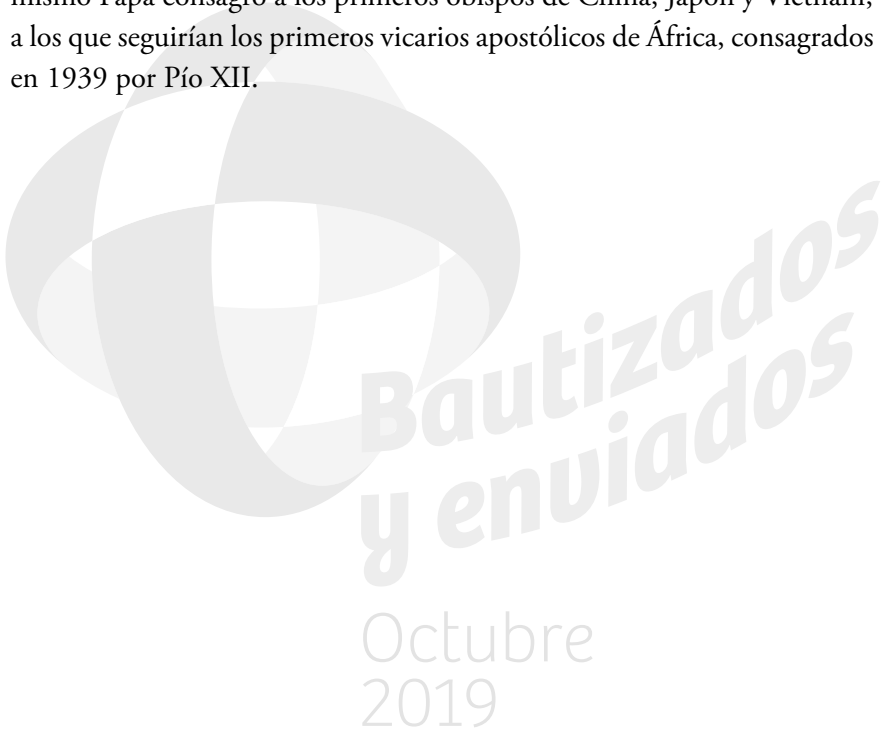 mismo Papa consagró a los primeros obispos de China, Japón y Vietnam,
a los que seguirían los primeros vicarios apostólicos de África, consagrados
en 1939 por Pío XII.
Bautizados
y enviados
Octubre
2019